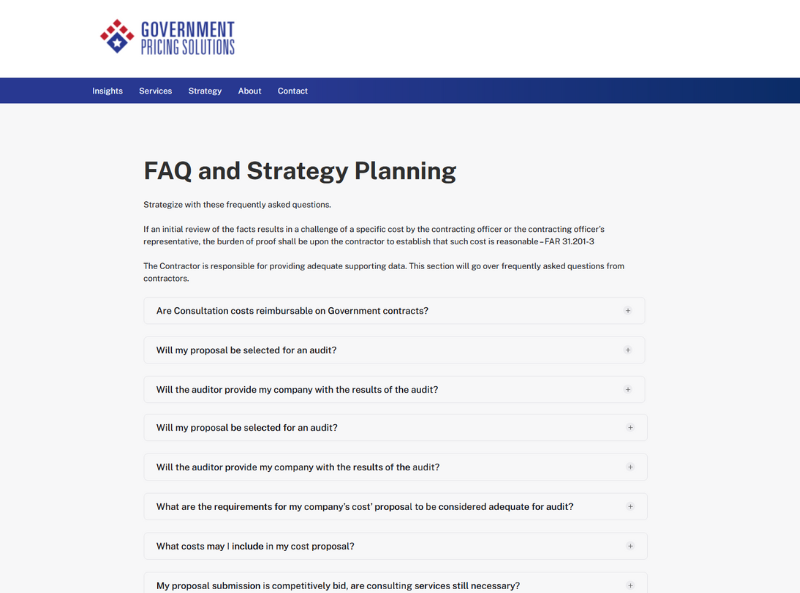 GOVERNMENT
PRICING SOLUTIONS
Insights Services Strategy About Contact
FAQ and Strategy Planning
Strategize with these frequently asked questions.
If an initial review of the facts results in a challenge of a specific cost by the contracting officer or the contracting officer's
representative, the burden of proof shall be upon the contractor to establish that such cost is reasonable – FAR 31.201-3
The Contractor is responsible for providing adequate supporting data. This section will go over frequently asked questions from
contractors.
Are Consultation costs reimbursable on Government contracts? +
Will my proposal be selected for an audit? +
Will the auditor provide my company with the results of the audit? +
Will my proposal be selected for an audit? +
Will the auditor provide my company with the results of the audit? +
What are the requirements for my company's cost' proposal to be considered adequate for audit? +
What costs may I include in my cost proposal? +
My proposal submission is competitively bid, are consulting services still necessary? +